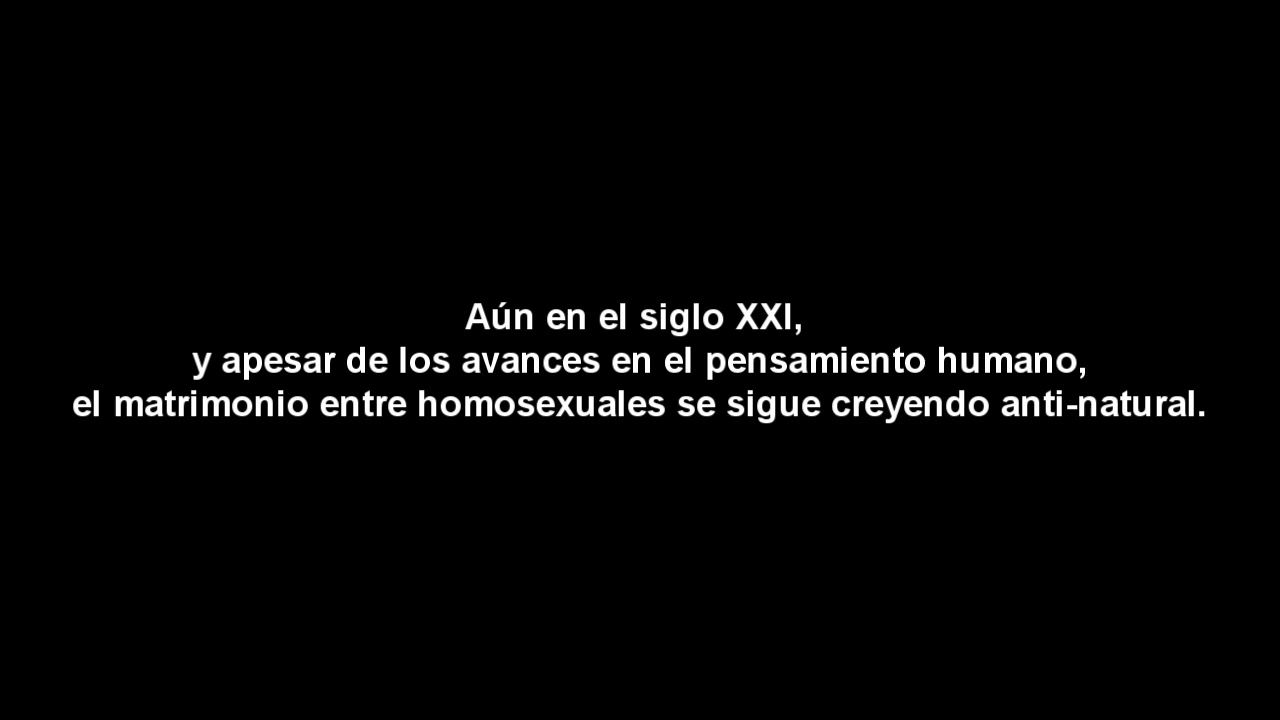 Aún en el siglo XXI,
y apesar de los avances en el pensamiento humano,
el matrimonio entre homosexuales se sigue creyendo anti-natural.